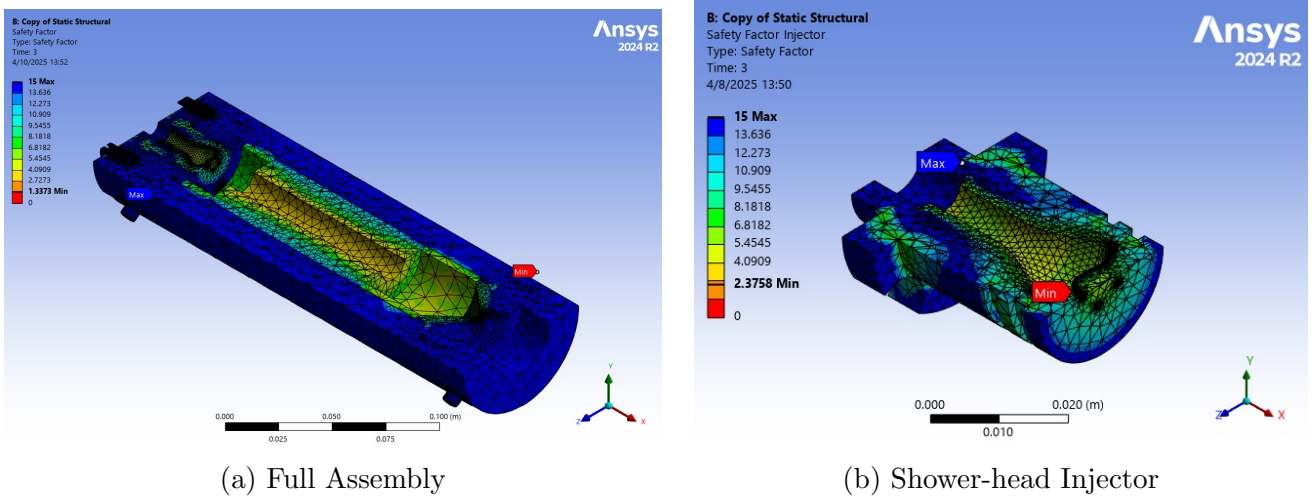 B: Copy of Static Structural
Safety Factor
Type: Safety Factor
Time: 3
4/10/2025 13:52
Ansys
2024 R2
15 Max
13.636
12.273
10.909
9.5455
8.1818
6.8182
5.4545
4.0909
2.7273
1.3373 Min
0
Max
Min
0.000
0.050
0.100 (m)
0.025
0.075
Y
Z
X
(a) Full Assembly
B: Copy of Static Structural
Safety Factor Injector
Type: Safety Factor
Time: 3
4/8/2025 13:50
Ansys
2024 R2
15 Max
13.636
12.273
10.909
9.5455
8.1818
6.8182
5.4545
4.0909
2.3758 Min
0
Max
Min
0.000
0.020 (m)
0.010
Y
Z
X
(b) Shower-head Injector